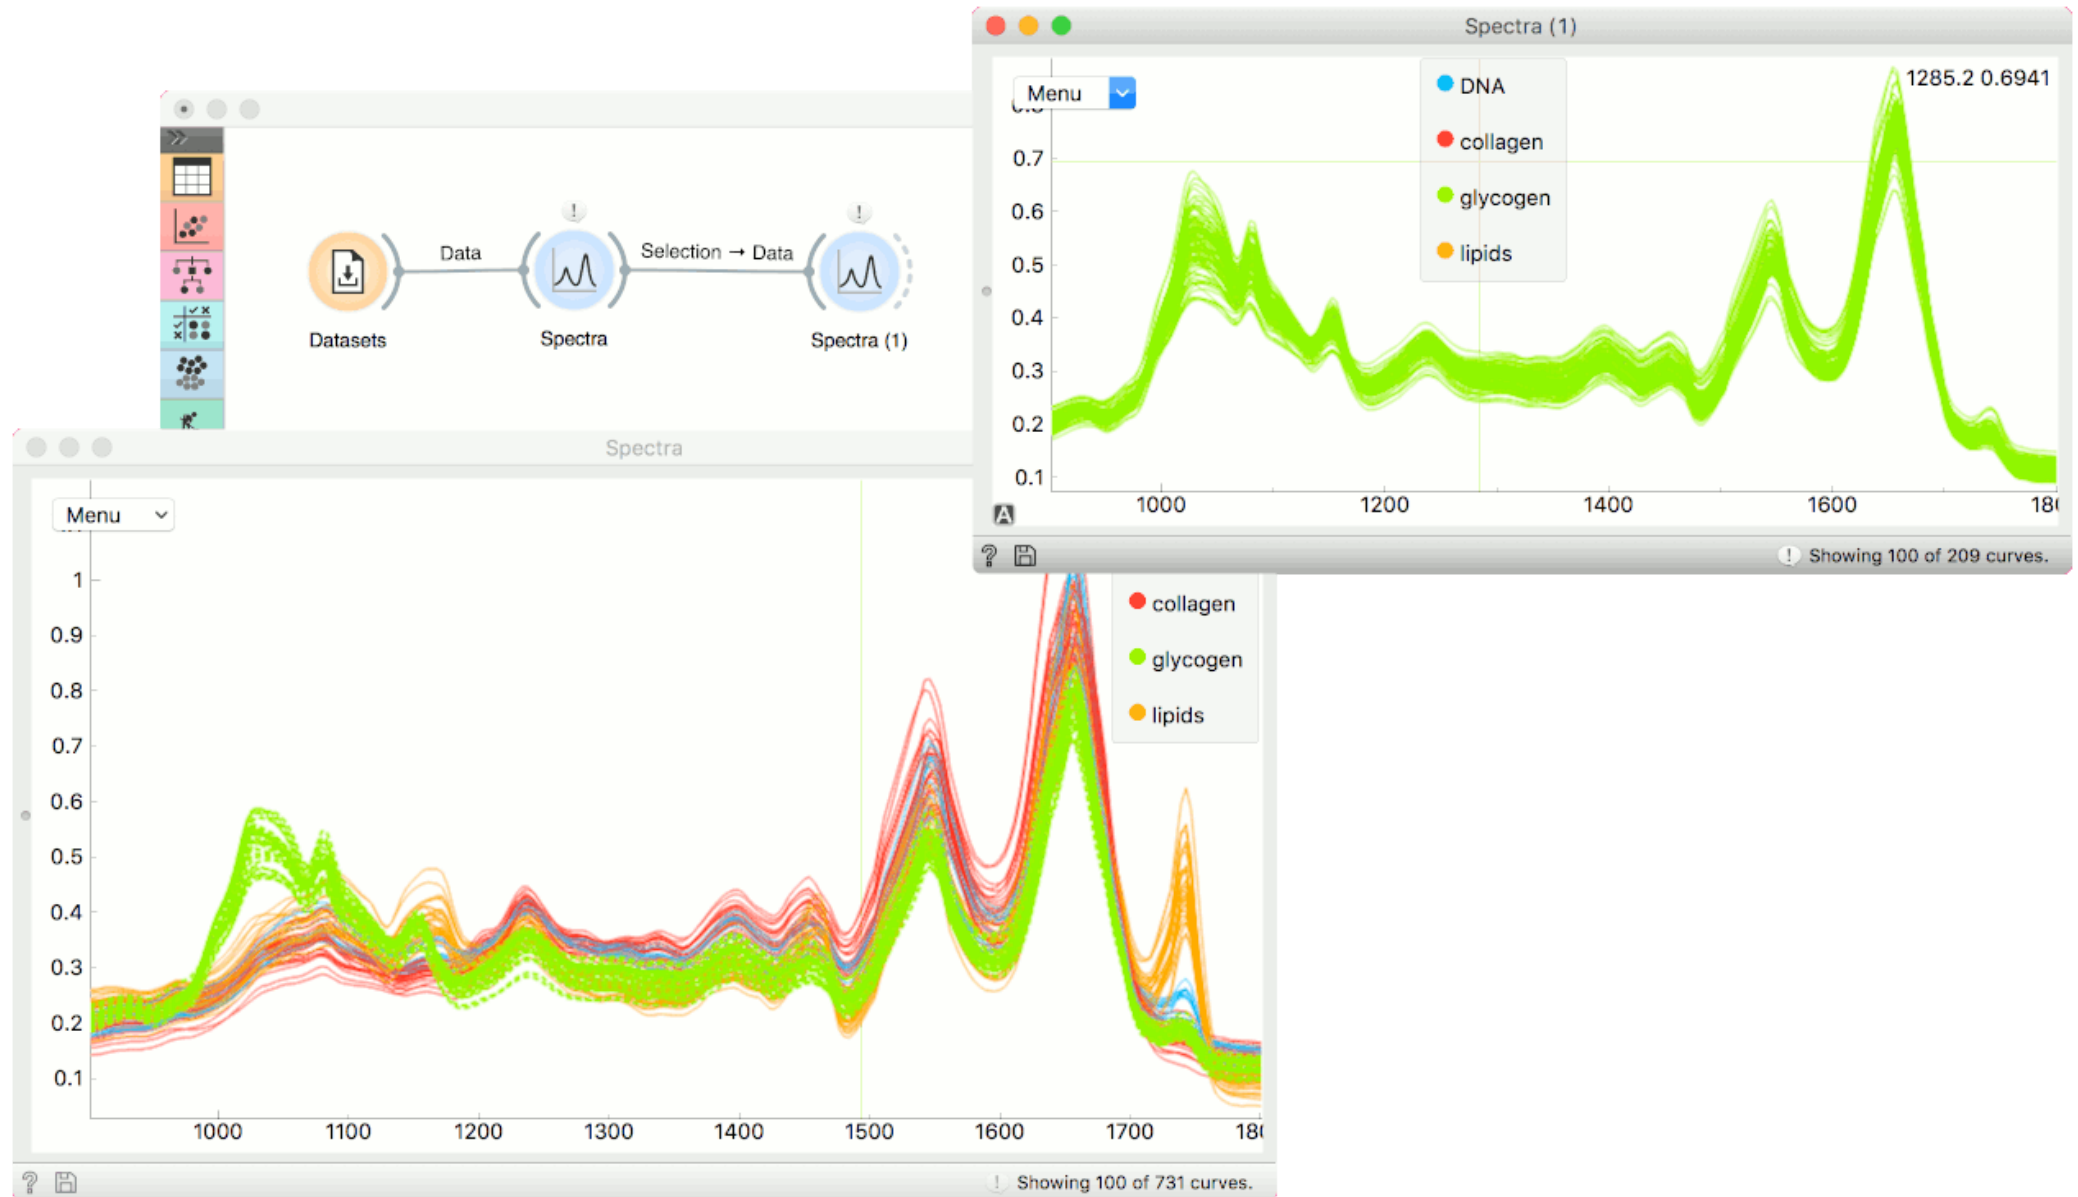 Spectra (1)
Menu
DNA
collagen
glycogen
lipids
1285.2 0.6941
0.7
0.6
0.5
0.4
0.3
0.2
0.1
1000
1200
1400
1600
A
?
! Showing 100 of 209 curves.
!
!
Data
Selection → Data
Datasets
Spectra
Spectra (1)
Spectra
Menu
collagen
glycogen
lipids
1
0.9
0.8
0.7
0.6
0.5
0.4
0.3
0.2
0.1
1000
1100
1200
1300
1400
1500
1600
1700
?
! Showing 100 of 731 curves.